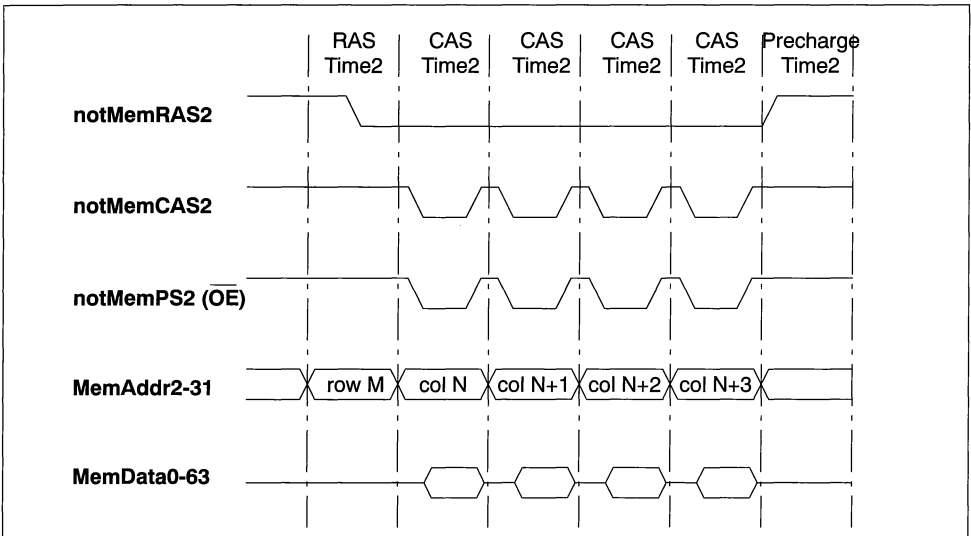 RAS CAS CAS CAS CAS Precharge
Time2 Time2 Time2 Time2 Time2 Time2
notMemRAS2
notMemCAS2
notMemPS2 (O̅E̅)
MemAddr2-31 row M col N col N+1 col N+2 col N+3
MemData0-63